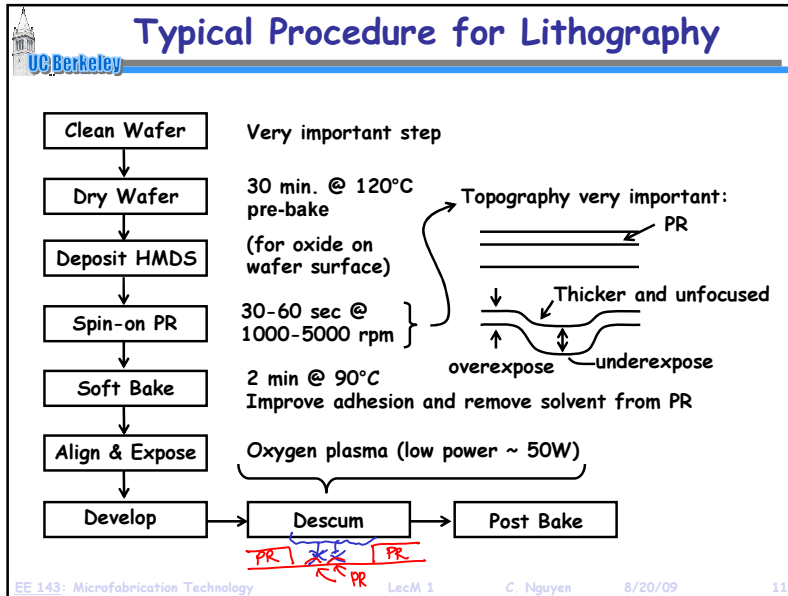 Typical Procedure for Lithography
UC Berkeley
Clean Wafer
Very important step
Dry Wafer
30 min. @ 120°C
pre-bake
Deposit HMDS
(for oxide on
wafer surface)
Spin-on PR
30-60 sec @
1000-5000 rpm
Topography very important:
PR
Thicker and unfocused
overexpose
underexpose
Soft Bake
2 min @ 90°C
Improve adhesion and remove solvent from PR
Align & Expose
Oxygen plasma (low power ~ 50W)
Develop
Descum
Post Bake
PR
PR
PR
EE 143: Microfabrication Technology LecM 1 C. Nguyen 8/20/09 11